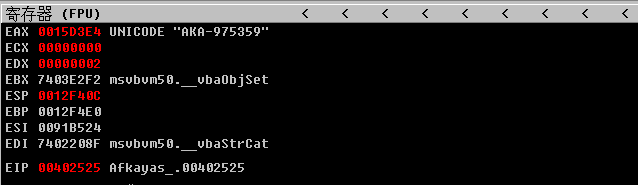 寄存器 (FPU) < < < < < < < < < <
EAX 0015D3E4 UNICODE "AKA-975359"
ECX 00000000
EDX 00000002
EBX 7403E2F2 msvbvm50.__vbaObjSet
ESP 0012F40C
EBP 0012F4E0
ESI 0091B524
EDI 7402208F msvbvm50.__vbaStrCat
EIP 00402525 Afkayas_.00402525